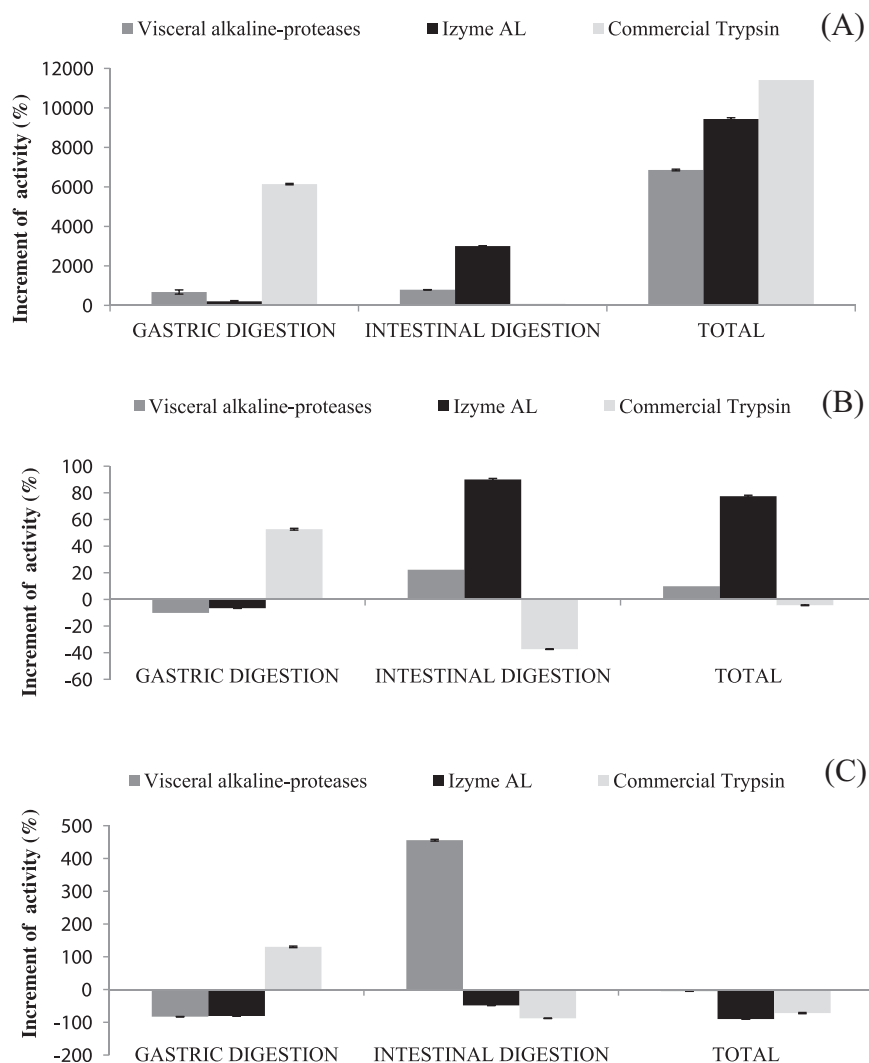 Visceral alkaline-proteases Izyme AL Commercial Trypsin (A)
Increment of activity (%)
12000
10000
8000
6000
4000
2000
0
GASTRIC DIGESTION INTESTINAL DIGESTION TOTAL
Visceral alkaline-proteases Izyme AL Commercial Trypsin (B)
Increment of activity (%)
100
80
60
40
20
0
-20
-40
-60
GASTRIC DIGESTION INTESTINAL DIGESTION TOTAL
Visceral alkaline-proteases Izyme AL Commercial Trypsin (C)
Increment of activity (%)
500
400
300
200
100
0
-100
-200
GASTRIC DIGESTION INTESTINAL DIGESTION TOTAL